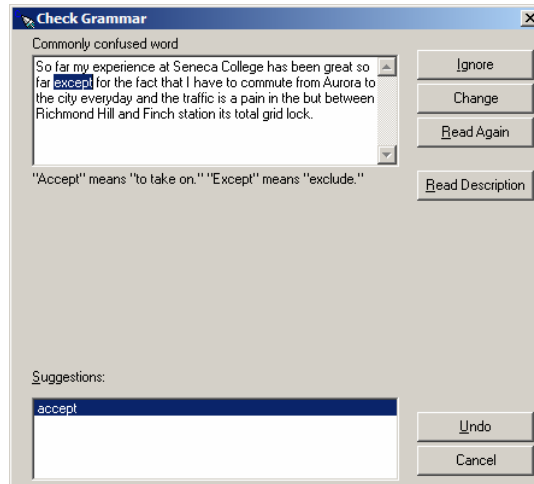 Check Grammar
Commonly confused word
So far my experience at Seneca College has been great so
far except for the fact that I have to commute from Aurora to
the city everyday and the traffic is a pain in the but between
Richmond Hill and Finch station its total grid lock.
Ignore
Change
Read Again
"Accept" means "to take on." "Except" means "exclude."
Read Description
Suggestions:
accept
Undo
Cancel